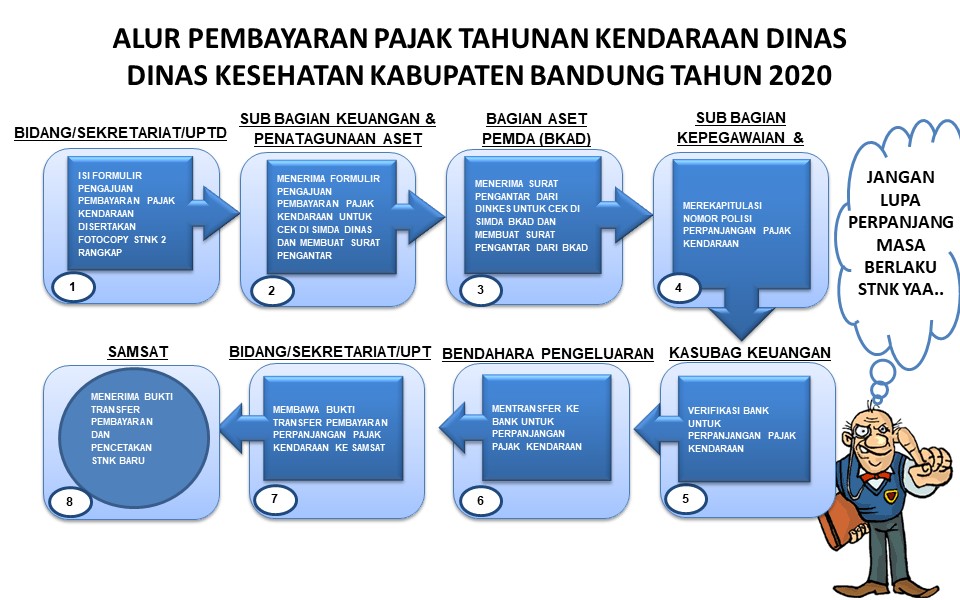 ALUR PEMBAYARAN PAJAK TAHUNAN KENDARAAN DINAS
DINAS KESEHATAN KABUPATEN BANDUNG TAHUN 2020
BIDANG/SEKRETARIAT/UPTD
ISI FORMULIR
PENGAJUAN
PEMBAYARAN PAJAK
KENDARAAN
DISERTAKAN
FOTOCOPY STNK 2
RANGKAP
1
SUB BAGIAN KEUANGAN &
PENATAGUNAAN ASET
MENERIMA FORMULIR
PENGAJUAN
PEMBAYARAN PAJAK
KENDARAAN UNTUK
CEK DI SIMDA DINAS
DAN MEMBUAT SURAT
PENGANTAR
2
BAGIAN ASET
PEMDA (BKAD)
MENERIMA SURAT
PENGANTAR DARI
DINKES UNTUK CEK DI
SIMDA BKAD DAN
MEMBUAT SURAT
PENGANTAR DARI BKAD
3
SUB BAGIAN
KEPEGAWAIAN &
MEREKAPITULASI
NOMOR POLISI
PERPANJANGAN PAJAK
KENDARAAN
4
JANGAN
LUPA
PERPANJANG
MASA
BERLAKU
STNK YAA..
KASUBAG KEUANGAN
VERIFIKASI BANK
UNTUK
PERPANJANGAN PAJAK
KENDARAAN
5
BENDAHARA PENGELUARAN
MENTRANSFER KE
BANK UNTUK
PERPANJANGAN
PAJAK KENDARAAN
6
BIDANG/SEKRETARIAT/UPT
MEMBAWA BUKTI
TRANSFER PEMBAYARAN
PERPANJANGAN PAJAK
KENDARAAN KE SAMSAT
7
SAMSAT
MENERIMA BUKTI
TRANSFER
PEMBAYARAN
DAN
PENCETAKAN
STNK BARU
8